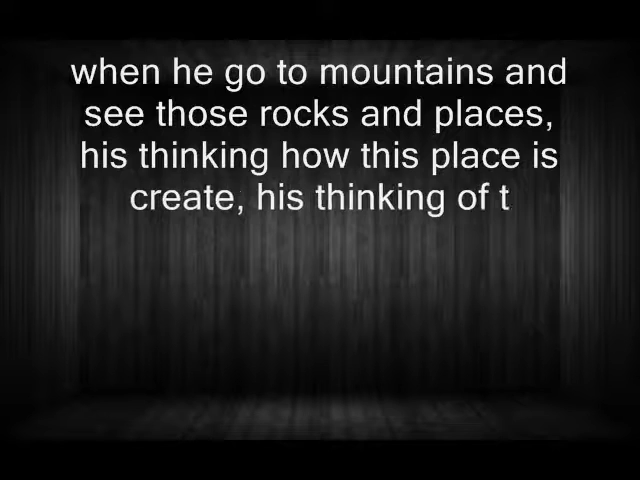 when he go to mountains and
see those rocks and places,
his thinking how this place is
create, his thinking of t